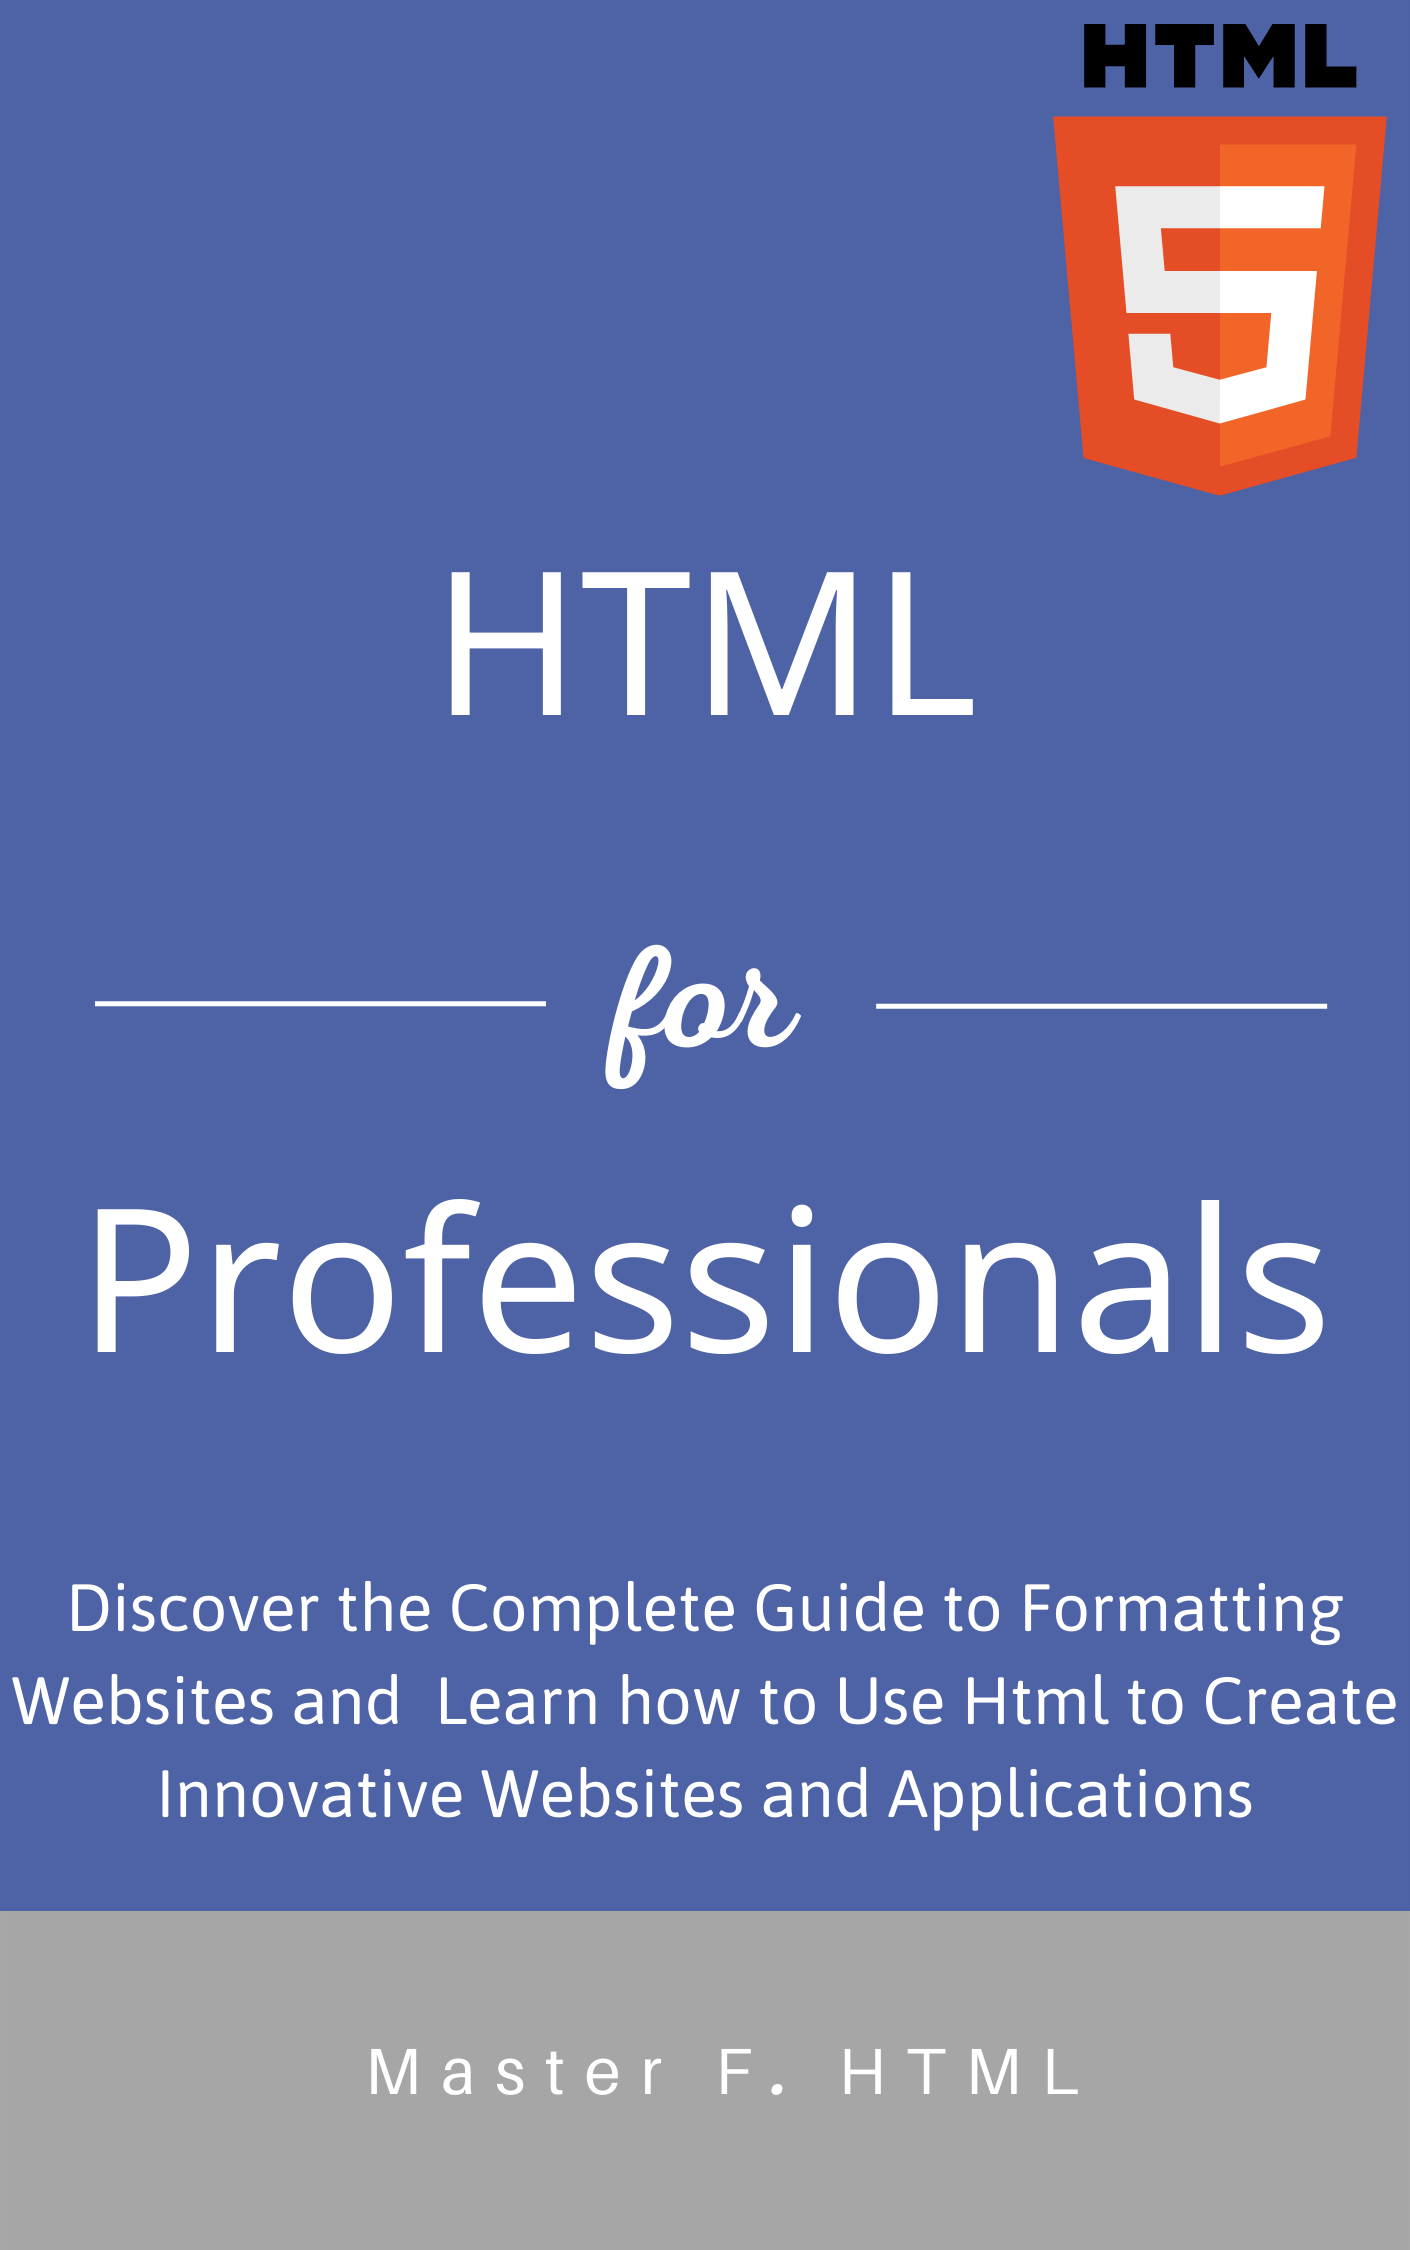 HTML
5
HTML
for
Professionals
Discover the Complete Guide to Formatting
Websites and  Learn how to Use Html to Create
Innovative Websites and Applications
Master F. HTML